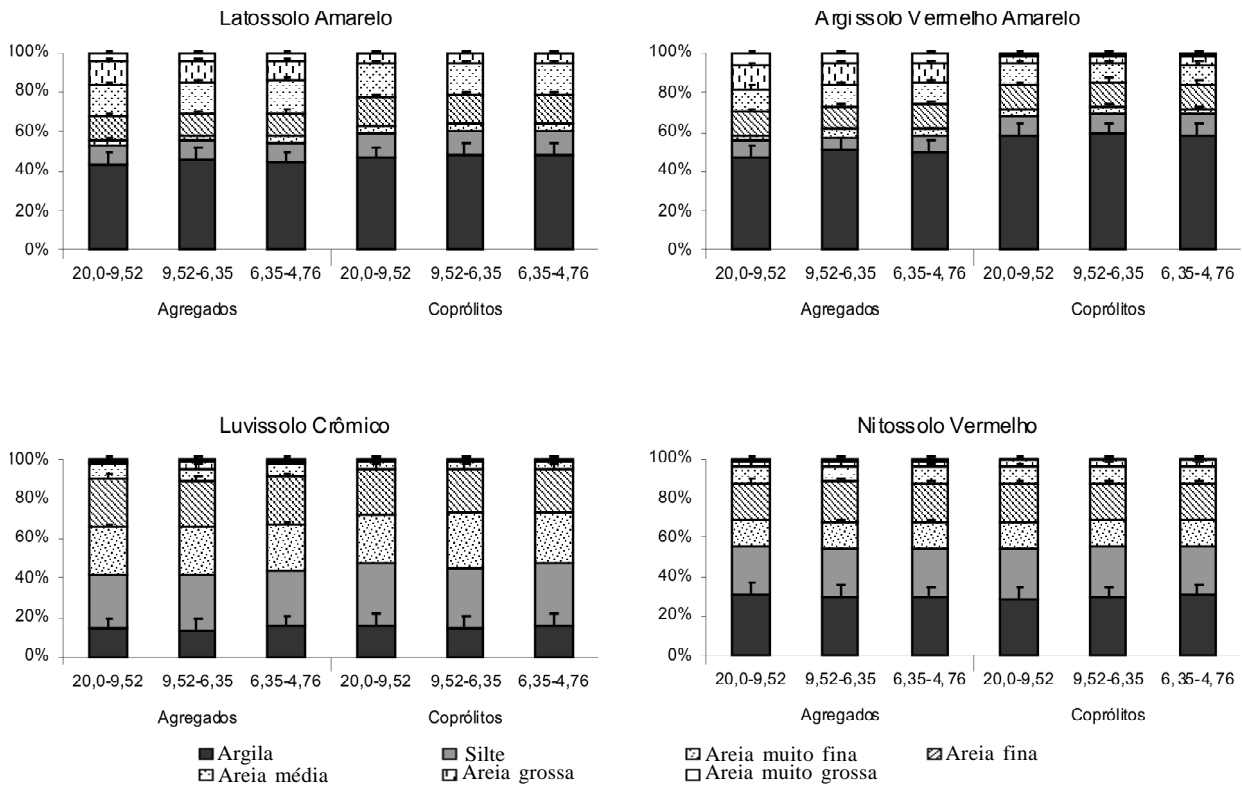 Latossolo Amarelo
100%
80%
60%
40%
20%
0%
20,0-9,52 9,52-6,35 6,35-4,76 20,0-9,52 9,52-6,35 6,35-4,76
Agregados Coprólitos
Argissolo Vermelho Amarelo
100%
80%
60%
40%
20%
0%
20,0-9,52 9,52-6,35 6,35-4,76 20,0-9,52 9,52-6,35 6,35-4,76
Agregados Coprólitos
Luvissolo Crômico
100%
80%
60%
40%
20%
0%
20,0-9,52 9,52-6,35 6,35-4,76 20,0-9,52 9,52-6,35 6,35-4,76
Agregados Coprólitos
Nitossolo Vermelho
100%
80%
60%
40%
20%
0%
20,0-9,52 9,52-6,35 6,35-4,76 20,0-9,52 9,52-6,35 6,35-4,76
Agregados Coprólitos
Argila Silte Areia muito fina Areia fina
Areia média Areia grossa Areia muito grossa